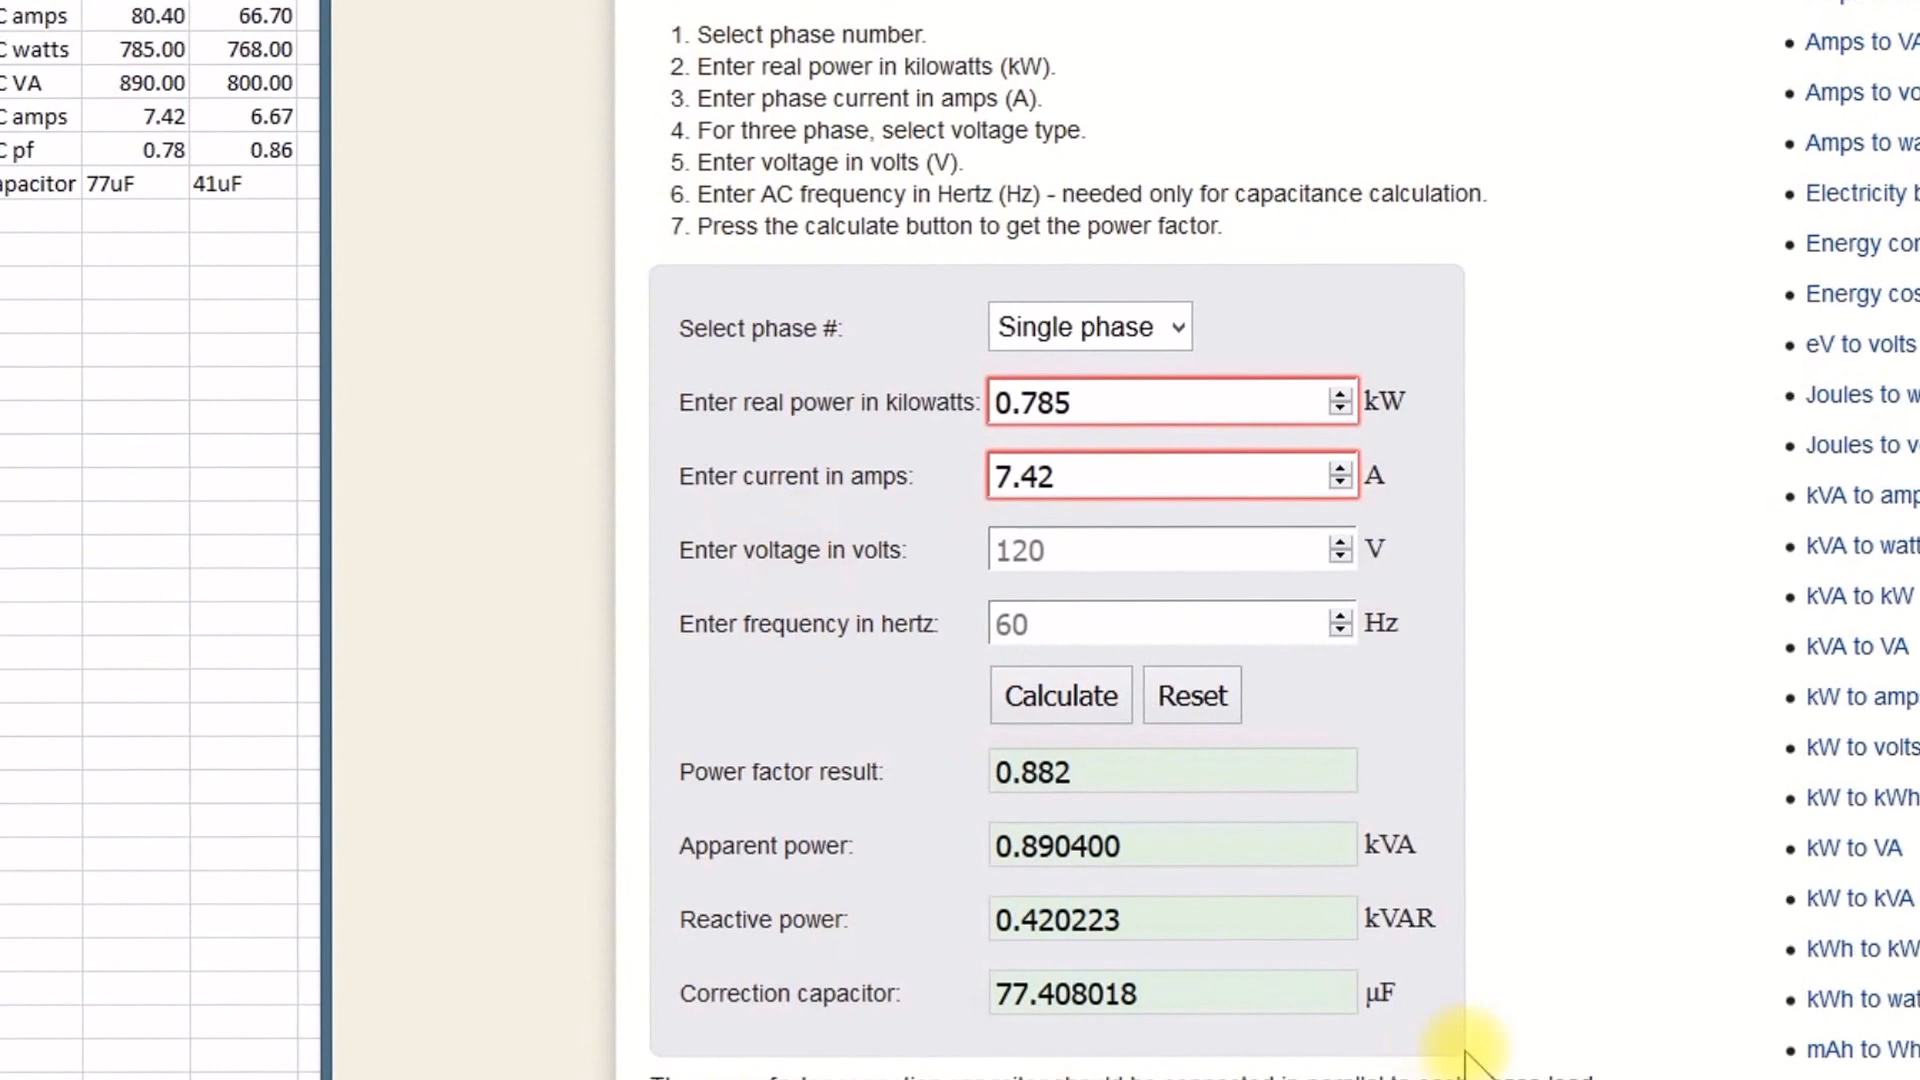 C amps 80.40 66.70
C watts 785.00 768.00
C VA 890.00 800.00
C amps 7.42 6.67
C pf 0.78 0.86
apacitor 77uF 41uF
1. Select phase number.
2. Enter real power in kilowatts (kW).
3. Enter phase current in amps (A).
4. For three phase, select voltage type.
5. Enter voltage in volts (V).
6. Enter AC frequency in Hertz (Hz) - needed only for capacitance calculation.
7. Press the calculate button to get the power factor.
Select phase #: Single phase
Enter real power in kilowatts: 0.785 kW
Enter current in amps: 7.42 A
Enter voltage in volts: 120 V
Enter frequency in hertz: 60 Hz
Calculate Reset
Power factor result: 0.882
Apparent power: 0.890400 kVA
Reactive power: 0.420223 kVAR
Correction capacitor: 77.408018 µF
Amps to VA
Amps to vo
Amps to wa
Electricity b
Energy cor
Energy cos
eV to volts
Joules to w
Joules to v
kVA to amp
kVA to watt
kVA to kW
kVA to VA
kW to amp
kW to volts
kW to kWh
kW to VA
kW to kVA
kWh to kW
kWh to wat
mAh to Wh